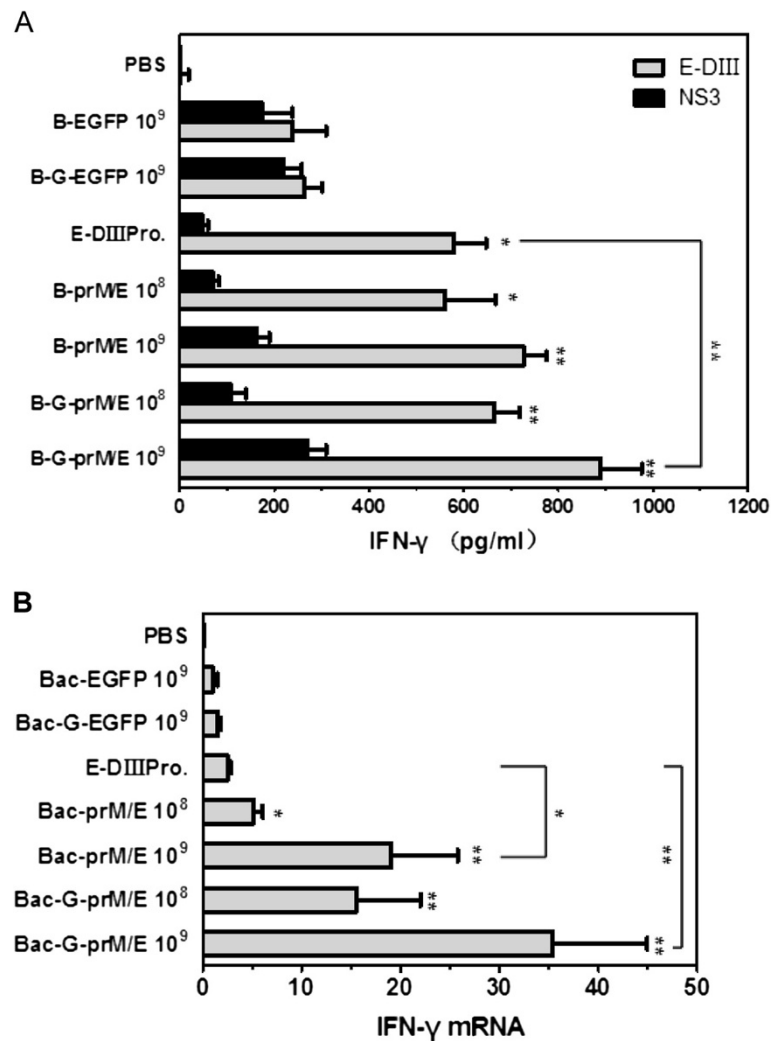 A
PBS
B-EGFP 10⁹
B-G-EGFP 10⁹
E-DIIIPro.
B-prM/E 10⁸
B-prM/E 10⁹
B-G-prM/E 10⁸
B-G-prM/E 10⁹
E-DIII
NS3
*
*
**
**
**
**
0 200 400 600 800 1000 1200
IFN-γ (pg/ml)
B
PBS
Bac-EGFP 10⁹
Bac-G-EGFP 10⁹
E-DIIIPro.
Bac-prM/E 10⁸
Bac-prM/E 10⁹
Bac-G-prM/E 10⁸
Bac-G-prM/E 10⁹
*
**
**
**
*
**
0 10 20 30 40 50
IFN-γ mRNA